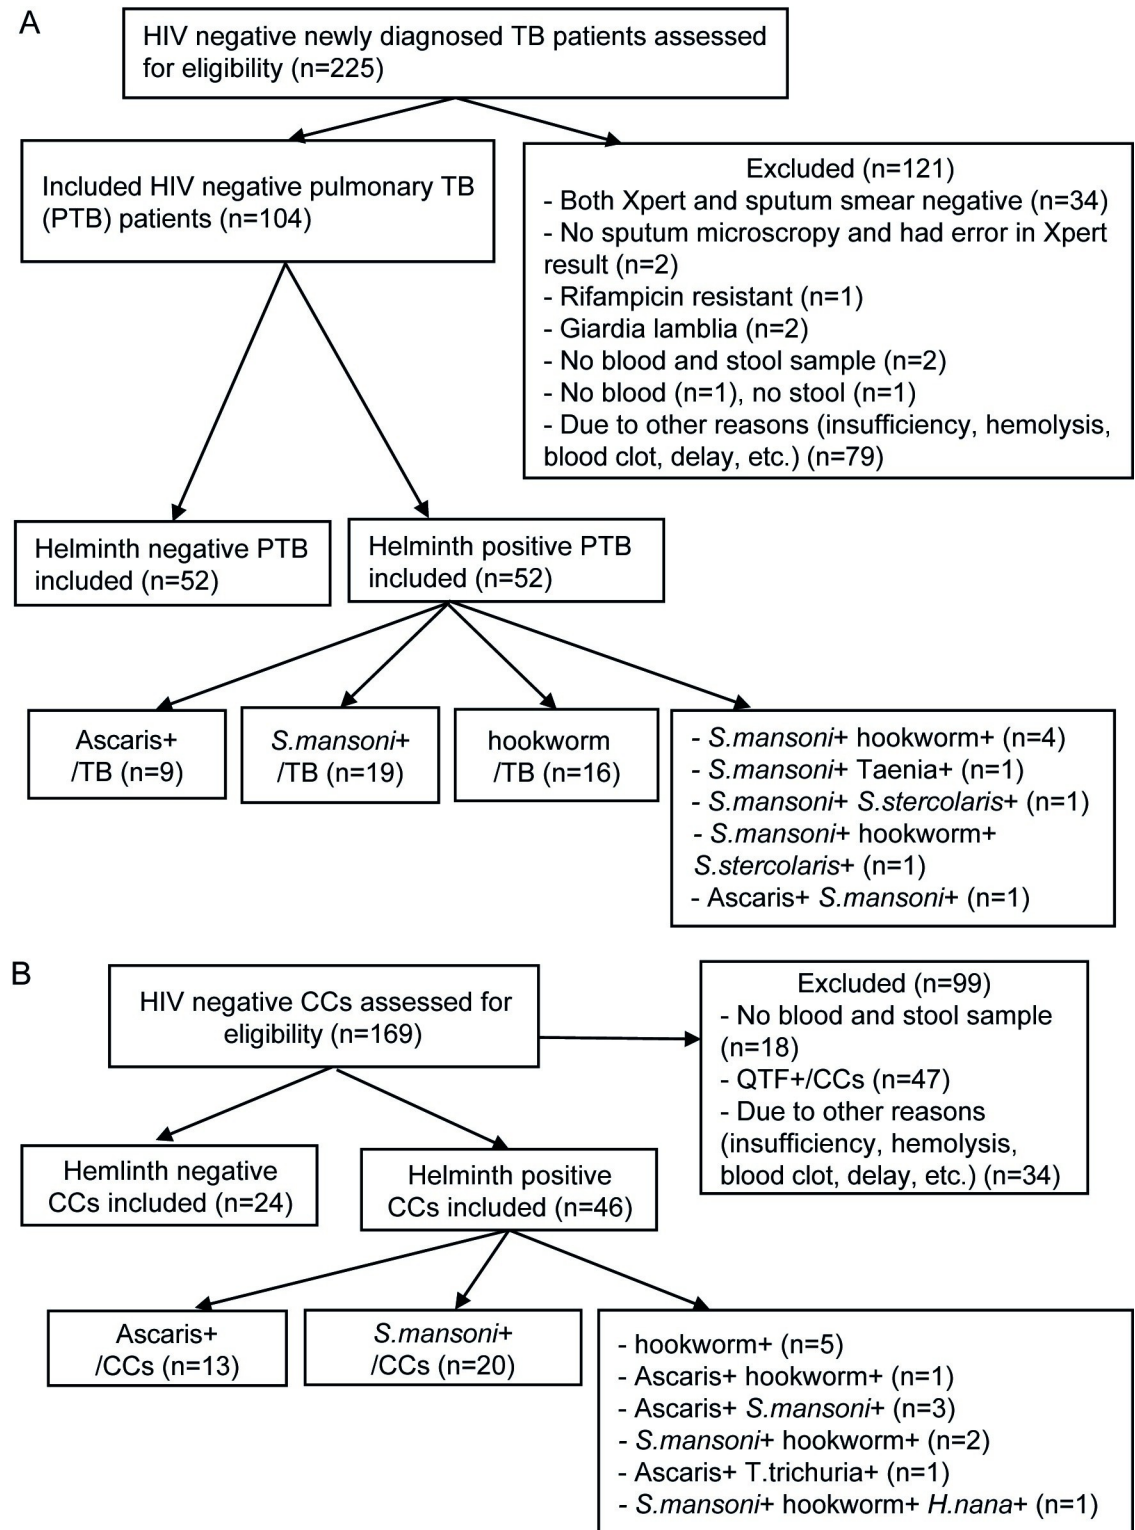 A
HIV negative newly diagnosed TB patients assessed
for eligibility (n=225)
Included HIV negative pulmonary TB
(PTB) patients (n=104)
Excluded (n=121)
- Both Xpert and sputum smear negative (n=34)
- No sputum microscropy and had error in Xpert
result (n=2)
- Rifampicin resistant (n=1)
- Giardia lamblia (n=2)
- No blood and stool sample (n=2)
- No blood (n=1), no stool (n=1)
- Due to other reasons (insufficiency, hemolysis,
blood clot, delay, etc.) (n=79)
Helminth negative PTB
included (n=52)
Helminth positive PTB
included (n=52)
Ascaris+
/TB (n=9)
S.mansoni+
/TB (n=19)
hookworm
/TB (n=16)
- S.mansoni+ hookworm+ (n=4)
- S.mansoni+ Taenia+ (n=1)
- S.mansoni+ S.stercolaris+ (n=1)
- S.mansoni+ hookworm+
S.stercolaris+ (n=1)
- Ascaris+ S.mansoni+ (n=1)
B
HIV negative CCs assessed for
eligibility (n=169)
Excluded (n=99)
- No blood and stool sample
(n=18)
- QTF+/CCs (n=47)
- Due to other reasons
(insufficiency, hemolysis,
blood clot, delay, etc.) (n=34)
Hemlinth negative
CCs included (n=24)
Helminth positive
CCs included (n=46)
Ascaris+
/CCs (n=13)
S.mansoni+
/CCs (n=20)
- hookworm+ (n=5)
- Ascaris+ hookworm+ (n=1)
- Ascaris+ S.mansoni+ (n=3)
- S.mansoni+ hookworm+ (n=2)
- Ascaris+ T.trichuria+ (n=1)
- S.mansoni+ hookworm+ H.nana+ (n=1)